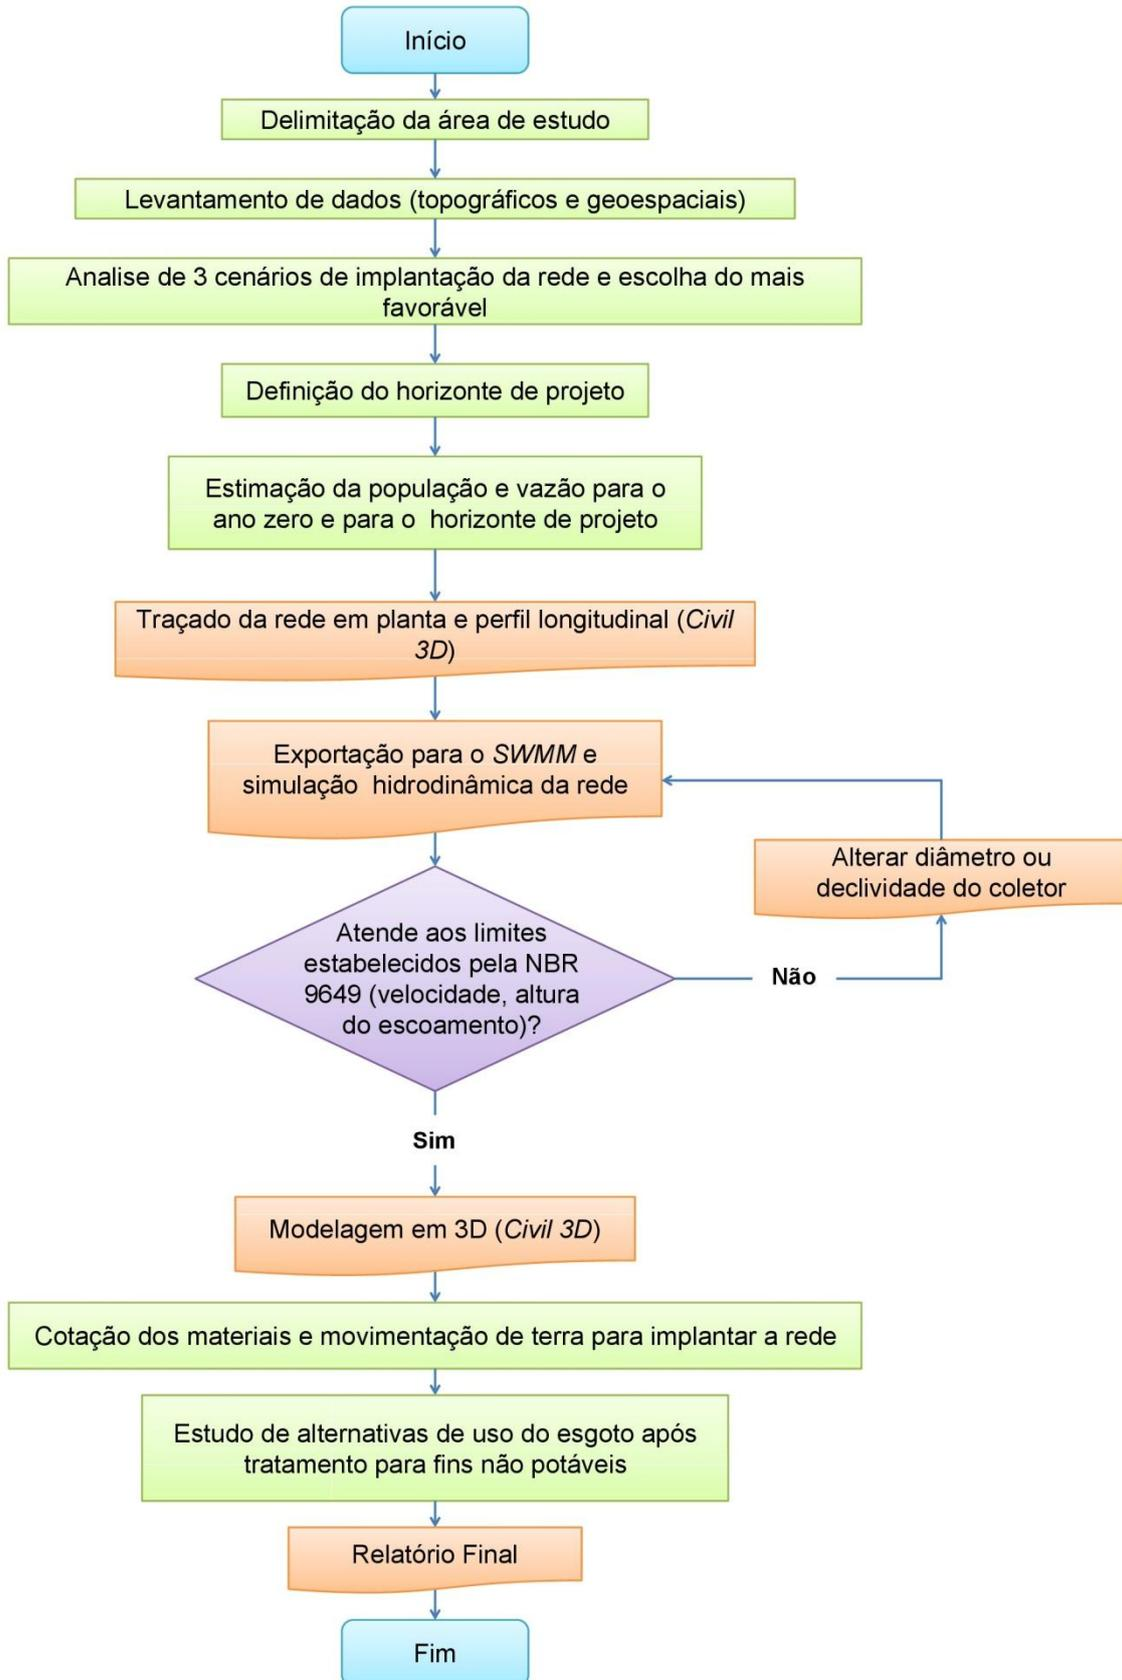 Início
Delimitação da área de estudo
Levantamento de dados (topográficos e geoespaciais)
Analise de 3 cenários de implantação da rede e escolha do mais
favorável
Definição do horizonte de projeto
Estimação da população e vazão para o
ano zero e para o horizonte de projeto
Traçado da rede em planta e perfil longitudinal (Civil
3D)
Exportação para o SWMM e
simulação hidrodinâmica da rede
Alterar diâmetro ou
declividade do coletor
Atende aos limites
estabelecidos pela NBR
9649 (velocidade, altura
do escoamento)?
Não
Sim
Modelagem em 3D (Civil 3D)
Cotação dos materiais e movimentação de terra para implantar a rede
Estudo de alternativas de uso do esgoto após
tratamento para fins não potáveis
Relatório Final
Fim